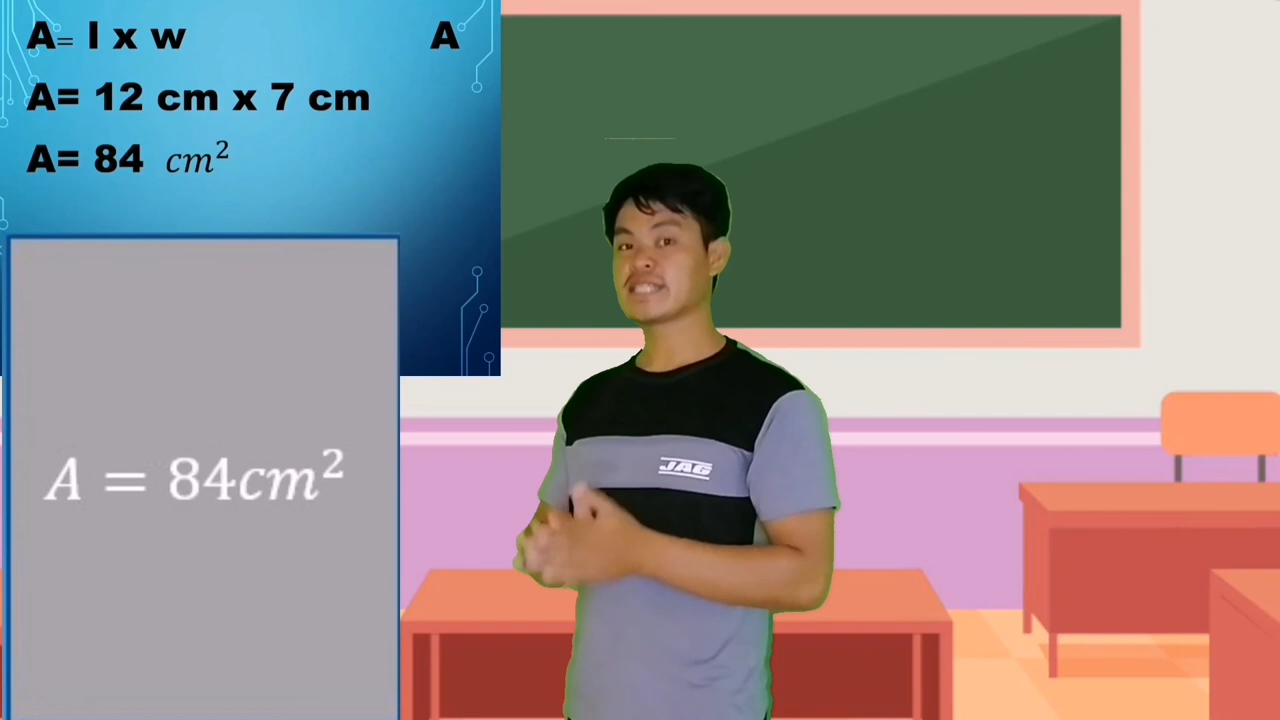 A= l x w A
A= 12 cm x 7 cm
A= 84 cm²
A = 84cm²
JAG